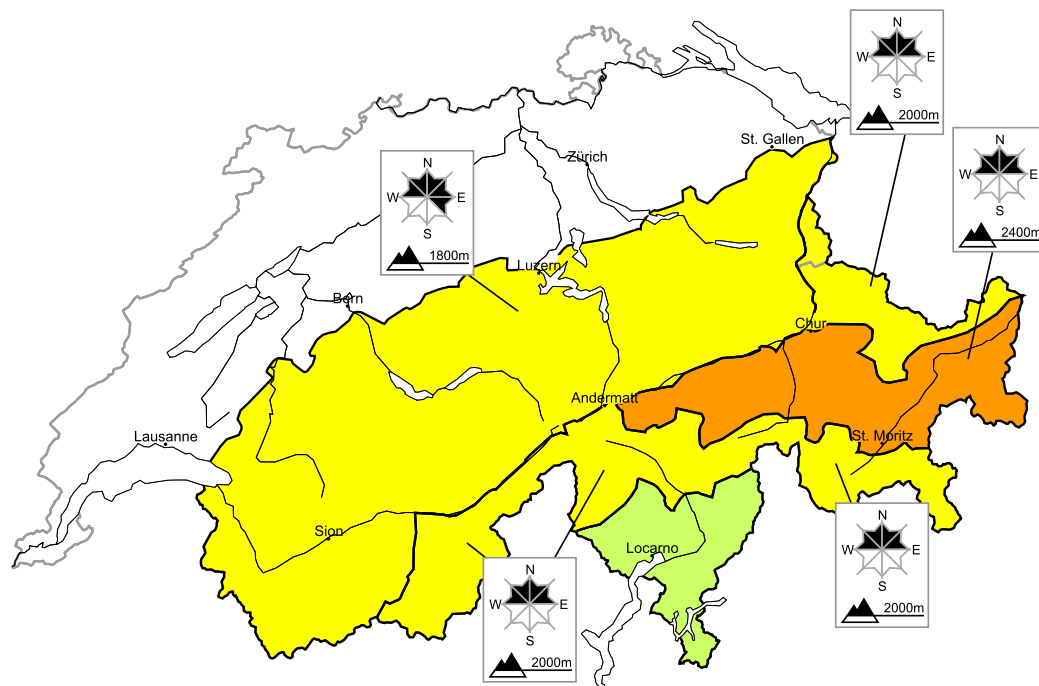 N
W E
S
2000m
St. Gallen
N
W E
S
2400m
Zürich
N
W E
S
1800m
Luzern
Bern
Chur
Andermatt
Lausanne
St. Moritz
Sion
Locarno
N
W E
S
2000m
N
W E
S
2000m